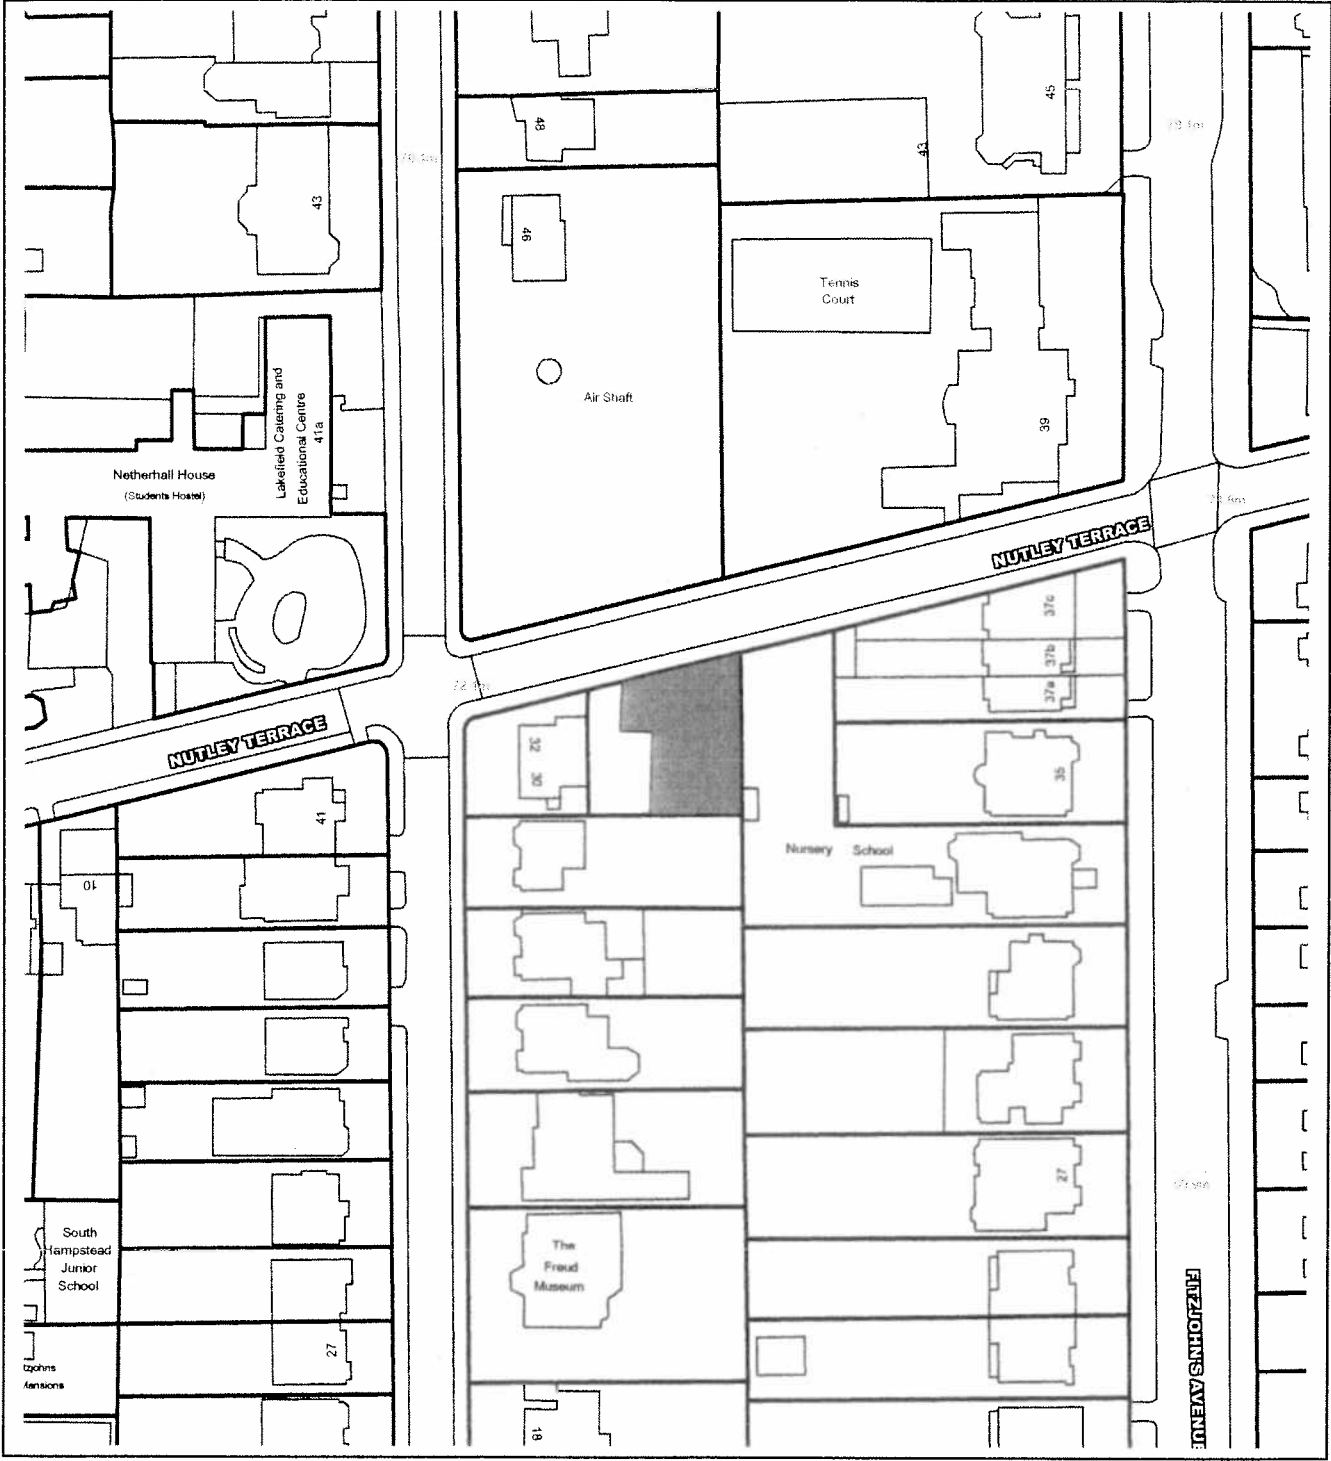 45
48
43
43
46
Tennis
Court
Air Shaft
39
Lakefield Catering and
Educational Centre
41a
Netherhall House
(Students Hostel)
NUTLEY TERRACE
37c
37b
37a
NUTLEY TERRACE
32
30
35
41
Nursery School
10
27
South
Hampstead
Junior
School
The
Freud
Museum
27
Mansions
18
FITZJOHN'S AVENUE